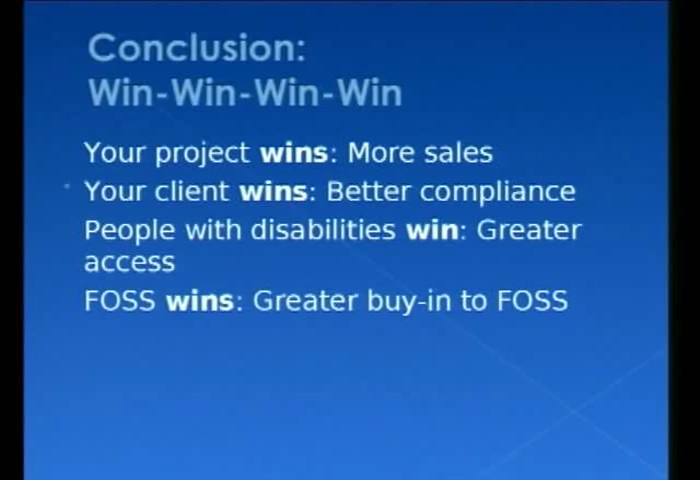 Conclusion:
Win-Win-Win-Win
Your project wins: More sales
Your client wins: Better compliance
People with disabilities win: Greater
access
FOSS wins: Greater buy-in to FOSS